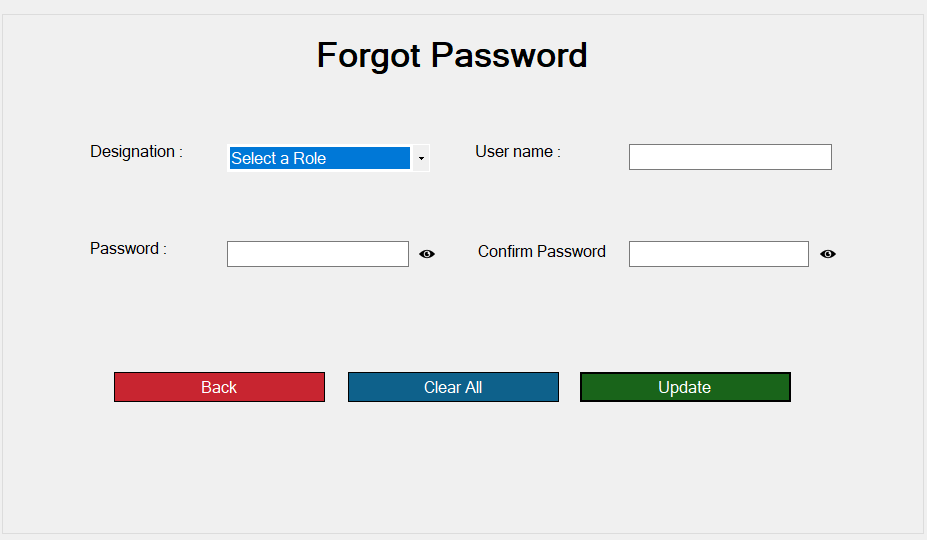 Forgot Password
Designation :
Select a Role
User name :
Password :
Confirm Password
Back
Clear All
Update